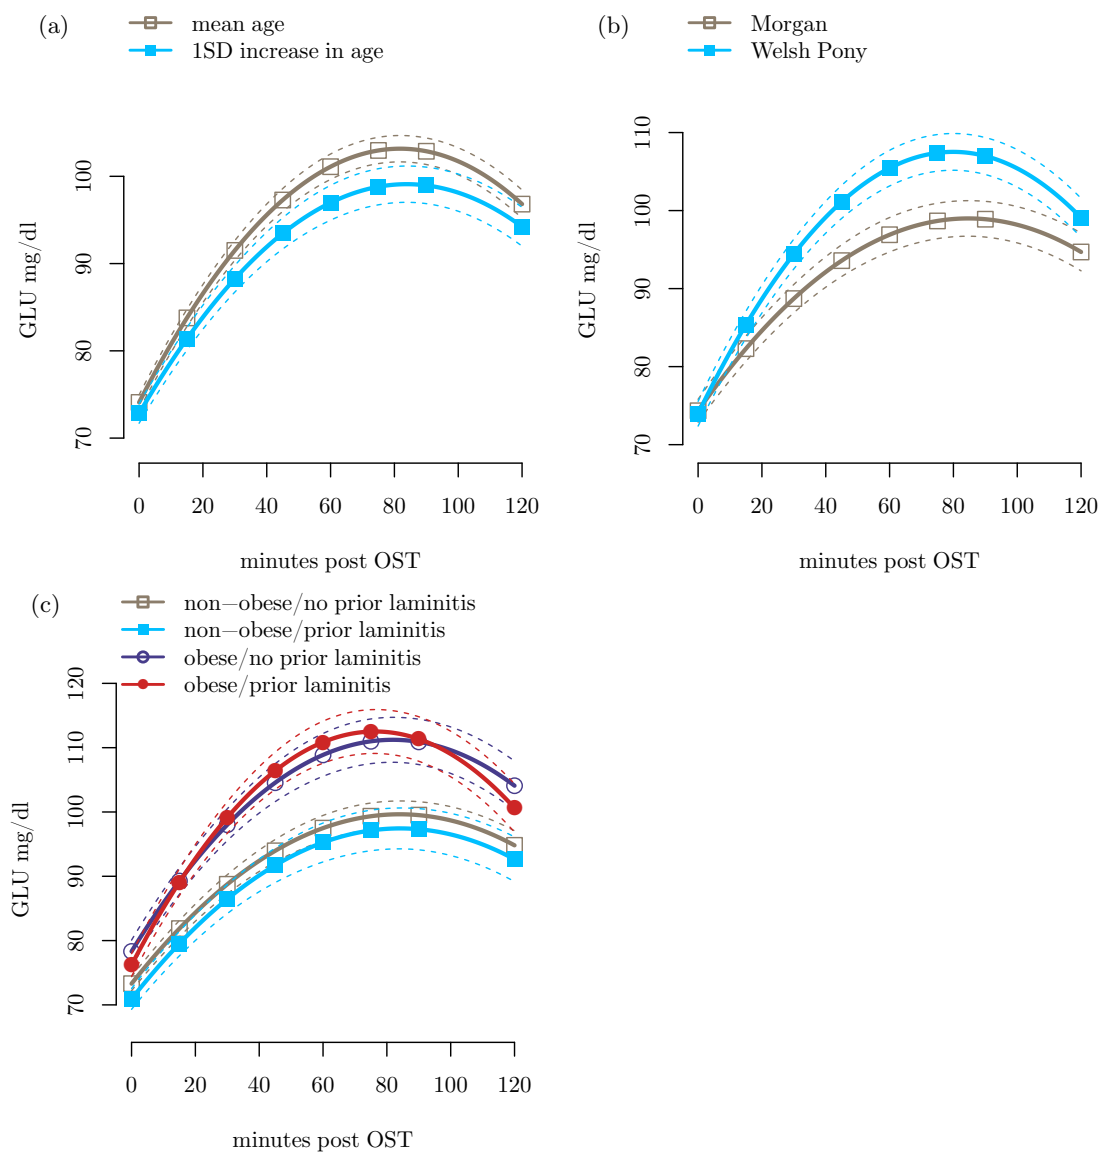 (a)
mean age
1SD increase in age
GLU mg/dl
100
90
80
70
0 20 40 60 80 100 120
minutes post OST
(b)
Morgan
Welsh Pony
GLU mg/dl
110
100
90
80
70
0 20 40 60 80 100 120
minutes post OST
(c)
non−obese/no prior laminitis
non−obese/prior laminitis
obese/no prior laminitis
obese/prior laminitis
GLU mg/dl
120
110
100
90
80
70
0 20 40 60 80 100 120
minutes post OST